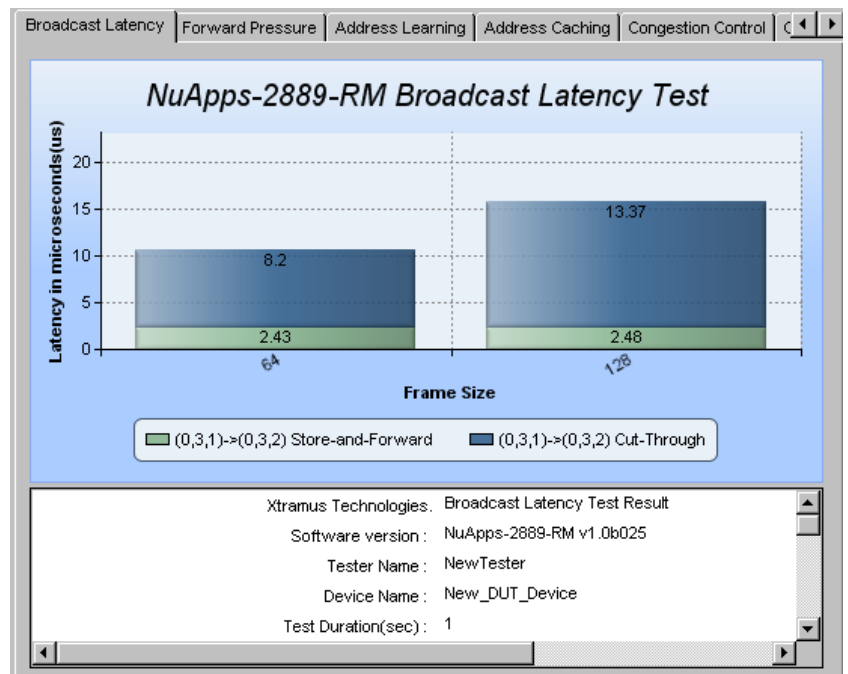 Broadcast Latency Forward Pressure Address Learning Address Caching Congestion Control
NuApps-2889-RM Broadcast Latency Test
Latency in microseconds(us)
20
15
10
5
0
8.2
2.43
13.37
2.48
64
128
Frame Size
(0,3,1)->(0,3,2) Store-and-Forward (0,3,1)->(0,3,2) Cut-Through
Xtramus Technologies. Broadcast Latency Test Result
Software version : NuApps-2889-RM v1.0b025
Tester Name : NewTester
Device Name : New_DUT_Device
Test Duration(sec) : 1